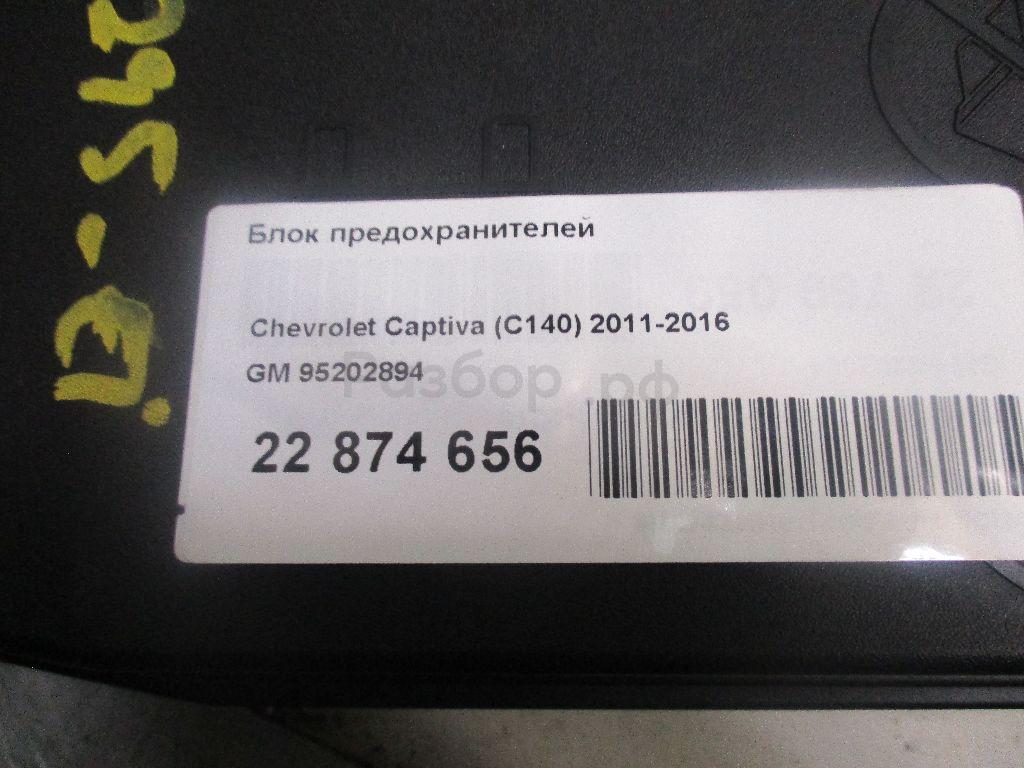 Блок предохранителей
Chevrolet Captiva (C140) 2011-2016
GM 95202894
Разбор.рф
22 874 656